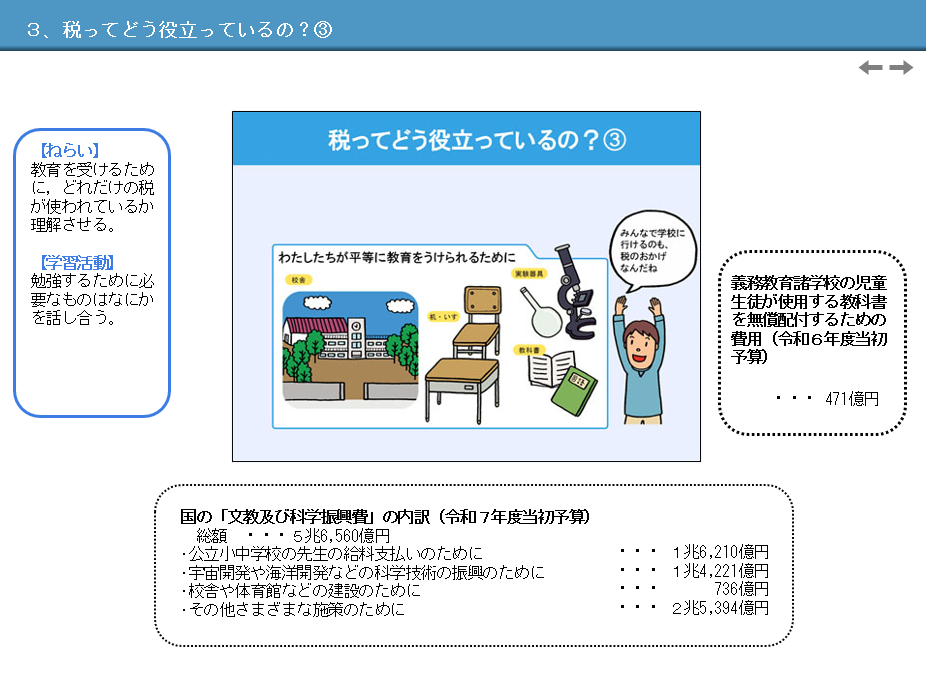 ３、税ってどう役立っているの？③
【ねらい】
教育を受けるため
に，どれだけの税
が使われているか
理解させる。
【学習活動】
勉強するために必
要なものはなにか
を話し合う。
税ってどう役立っているの？③
みんなで学校に
行けるのも、
税のおかげ
なんだね
わたしたちが平等に教育をうけられるために
校舎
実験器具
机・いす
教科書
国語
義務教育諸学校の児童
生徒が使用する教科書
を無償配付するための
費用（令和６年度当初
予算）
・・・ 471億円
国の「文教及び科学振興費」の内訳（令和７年度当初予算）
総額 ・・・５兆6,560億円
・公立小中学校の先生の給料支払いのために ・・・ １兆6,210億円
・宇宙開発や海洋開発などの科学技術の振興のために ・・・ １兆4,221億円
・校舎や体育館などの建設のために ・・・ 736億円
・その他さまざまな施策のために ・・・ ２兆5,394億円